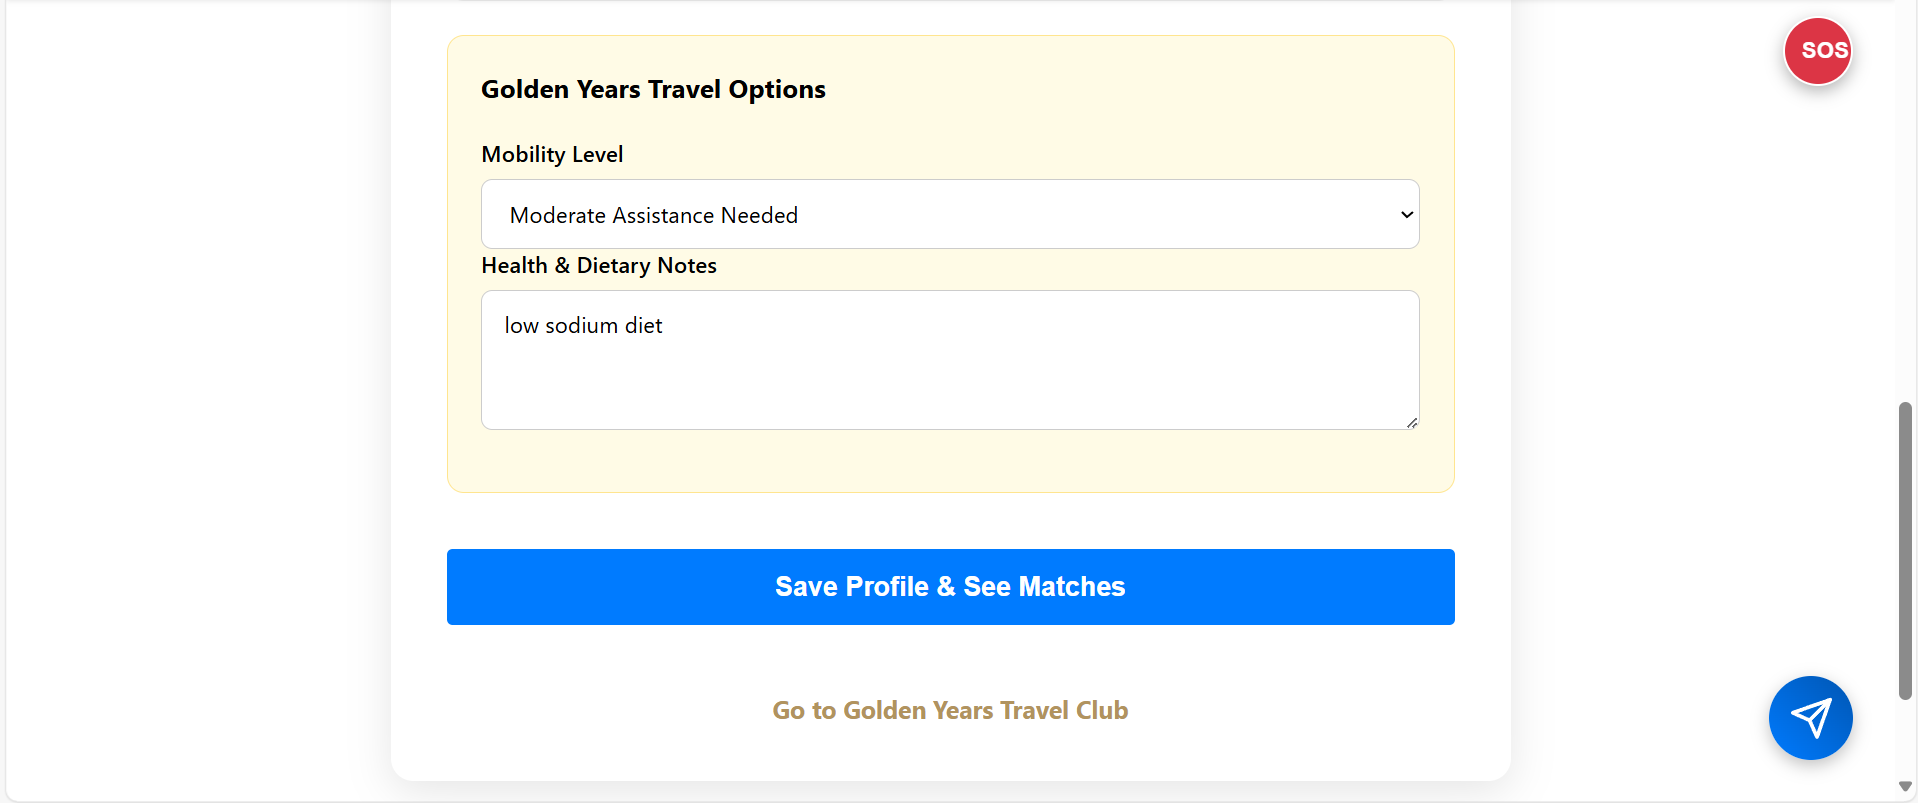 SOS
Golden Years Travel Options
Mobility Level
Moderate Assistance Needed
Health & Dietary Notes
low sodium diet
Save Profile & See Matches
Go to Golden Years Travel Club